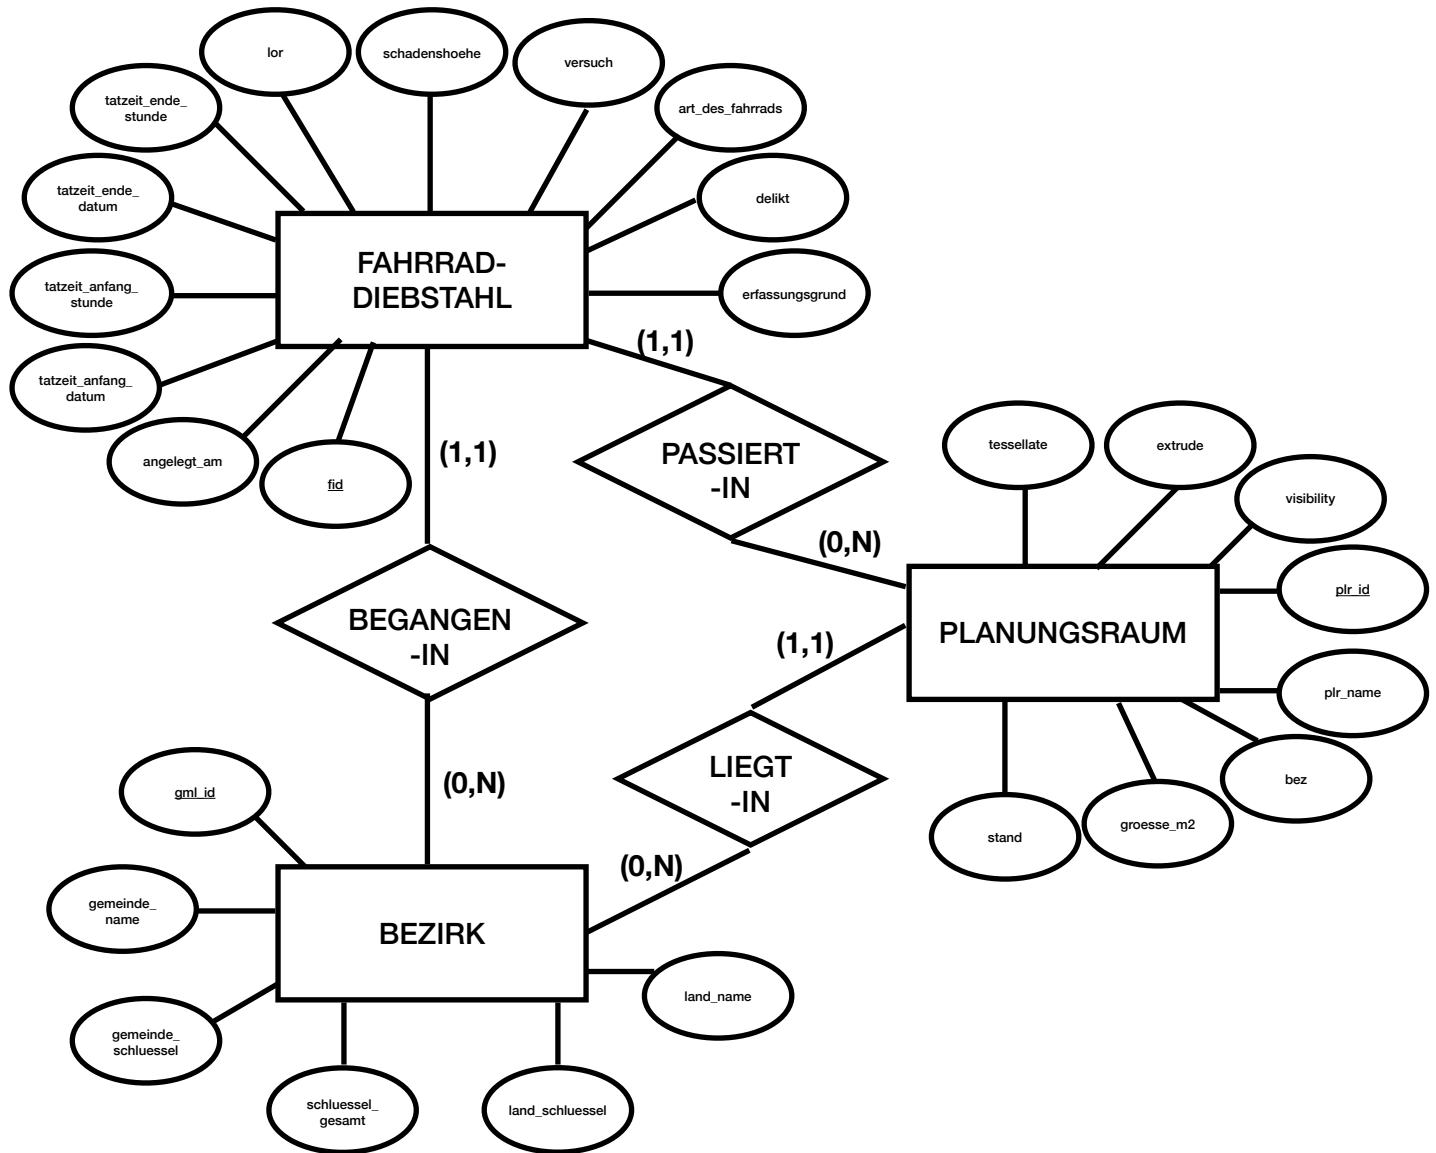 lor
schadenshoehe
versuch
tatzeit_ende_
stunde
art_des_fahrrads
tatzeit_ende_
datum
delikt
FAHRRAD-
DIEBSTAHL
tatzeit_anfang_
stunde
erfassungsgrund
(1,1)
tatzeit_anfang_
datum
angelegt_am
fid
(1,1)
PASSIERT
-IN
tessellate
extrude
visibility
(0,N)
plr_id
BEGANGEN
-IN
(1,1)
PLANUNGSRAUM
plr_name
LIEGT
-IN
bez
(0,N)
gml_id
stand
groesse_m2
(0,N)
gemeinde_
name
BEZIRK
land_name
gemeinde_
schluessel
schluessel_
gesamt
land_schluessel